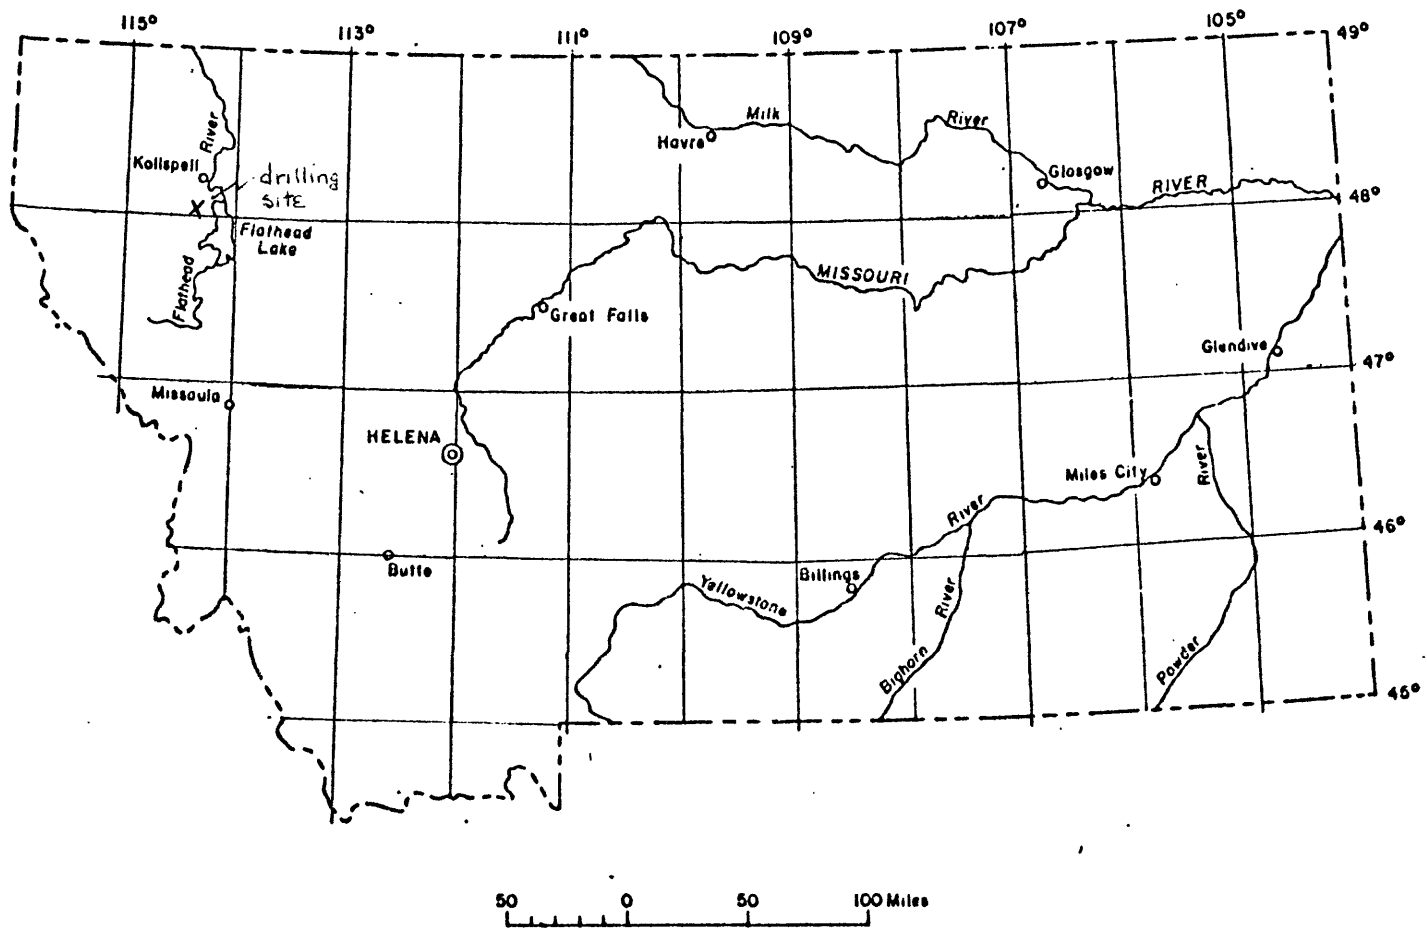 115°
113°
111°
109°
107°
105°
49°
Milk
River
Havre
River
Kalispell
Glasgow
drilling
site
X
RIVER
48°
Flathead
Lake
MISSOURI
Flathead
Great Falls
Glendive
47°
Missoula
HELENA
Miles City
River
River
46°
Butte
Billings
Yellowstone
River
Bighorn
Powder
45°
50 0 50 100 Miles